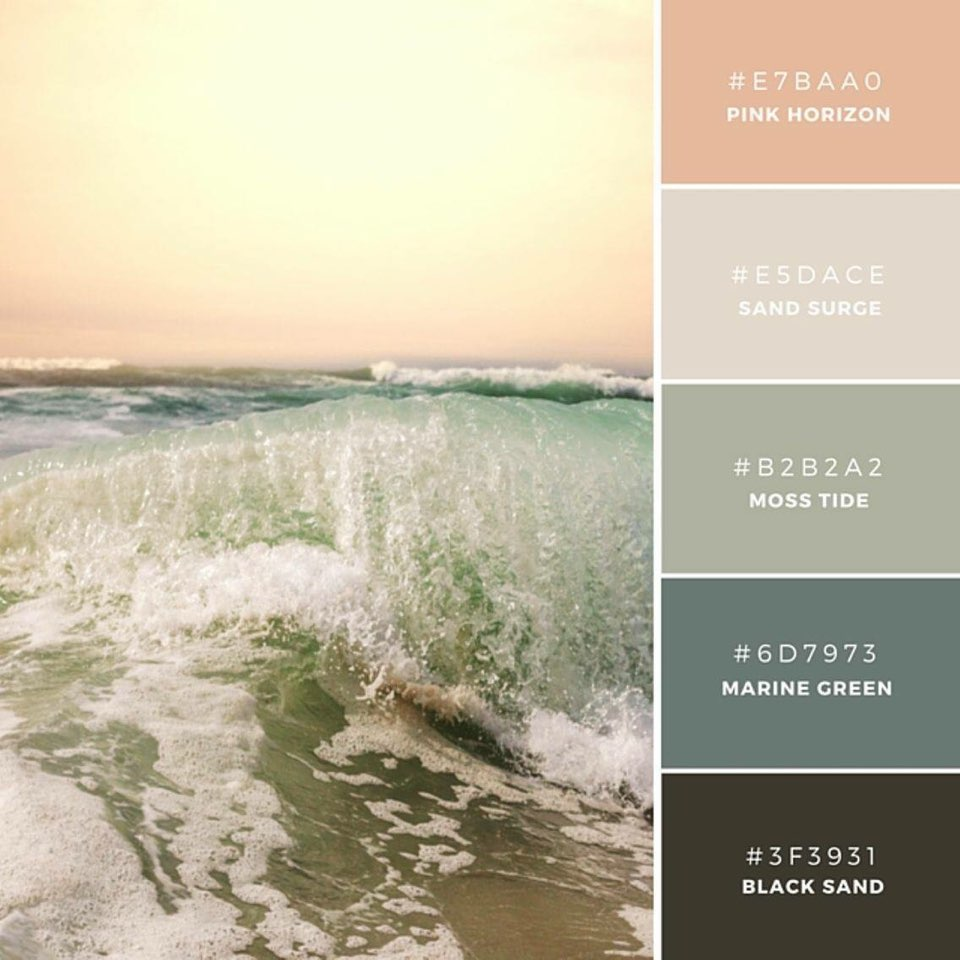 #E7BAA0
PINK HORIZON
#E5DACE
SAND SURGE
#B2B2A2
MOSS TIDE
#6D7973
MARINE GREEN
#3F3931
BLACK SAND